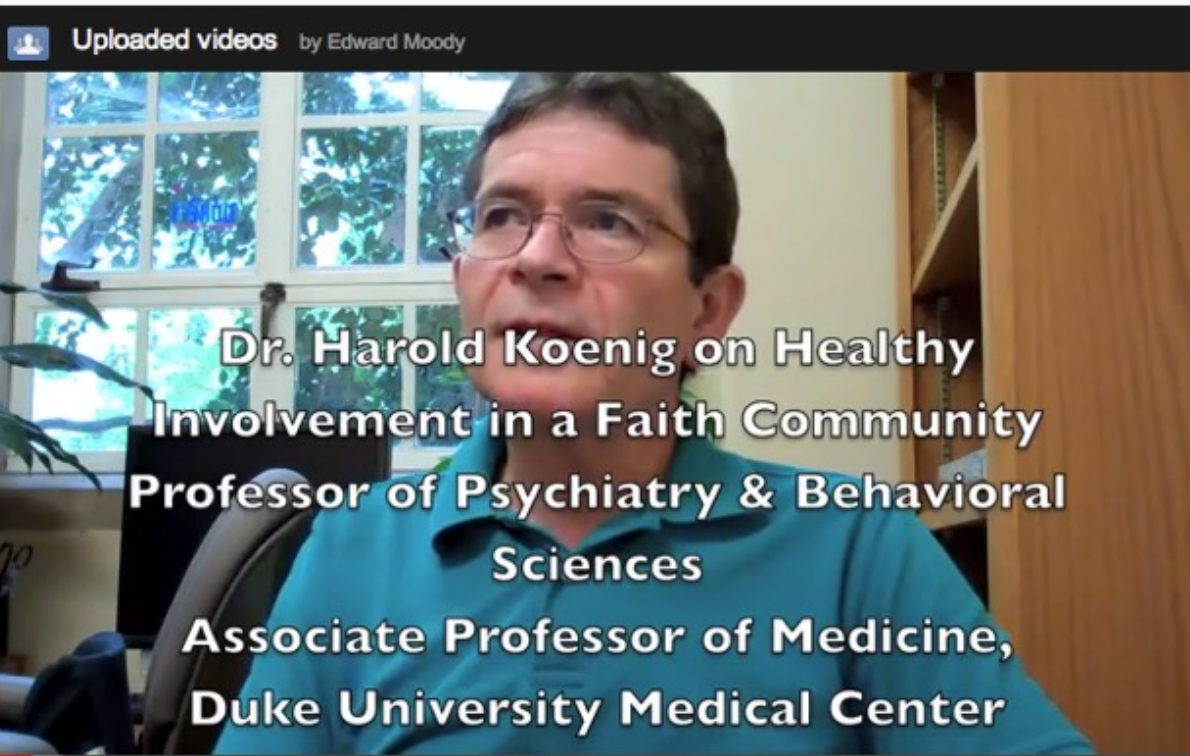 Uploaded videos by Edward Moody
Dr. Harold Koenig on Healthy
Involvement in a Faith Community
Professor of Psychiatry & Behavioral
Sciences
Associate Professor of Medicine,
Duke University Medical Center